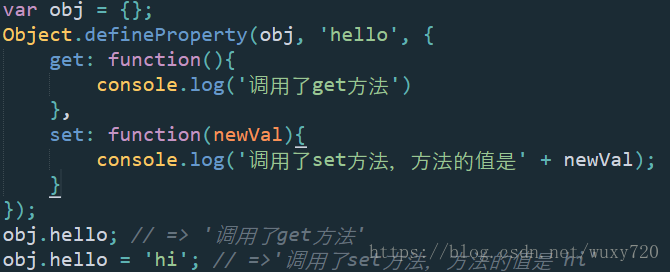 var obj = {};
Object.defineProperty(obj, 'hello', {
    get: function(){
        console.log('调用了get方法')
    },
    set: function(newVal){
        console.log('调用了set方法，方法的值是' + newVal);
    }
});
obj.hello; // => '调用了get方法'
obj.hello = 'hi'; // =>'调用了set方法，方法的值是 hi'
https://blog.csdn.net/wuxy720